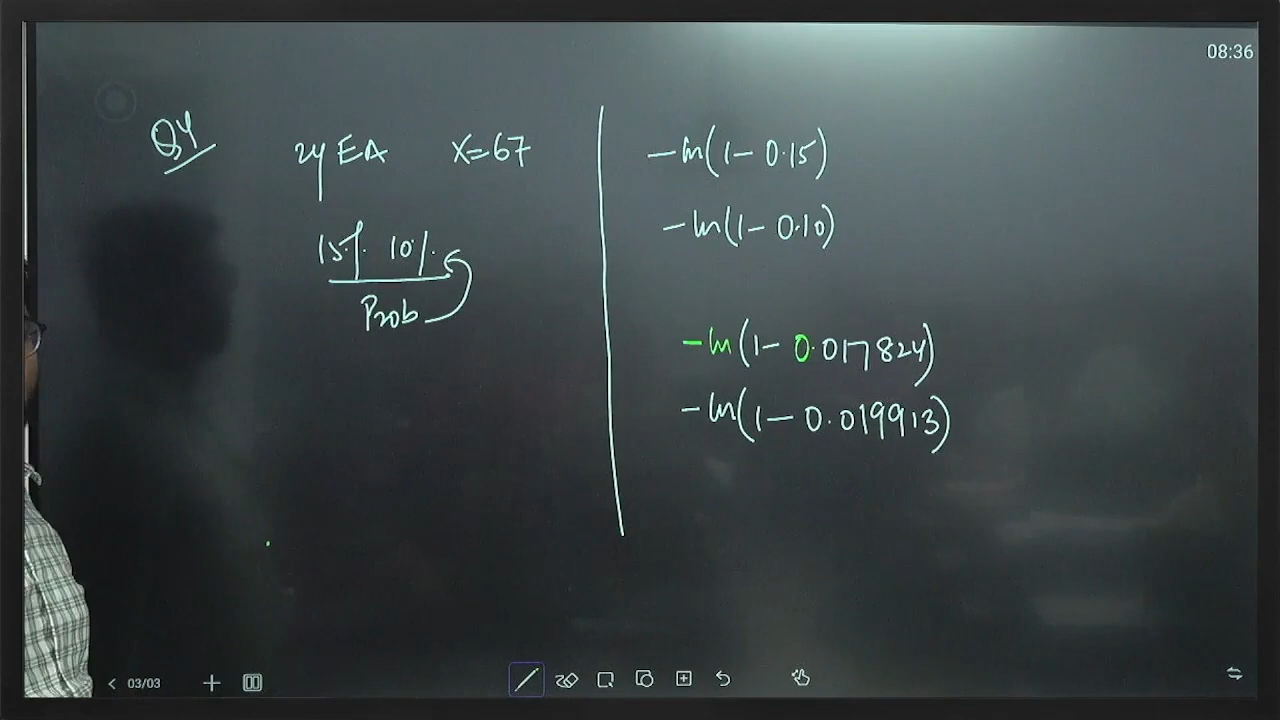 08:36
Q4
2y EA X=67
15% 10%
Prob
-ln(1-0.15)
-ln(1-0.10)
-ln(1-0.017824)
-ln(1-0.019913)
03/03